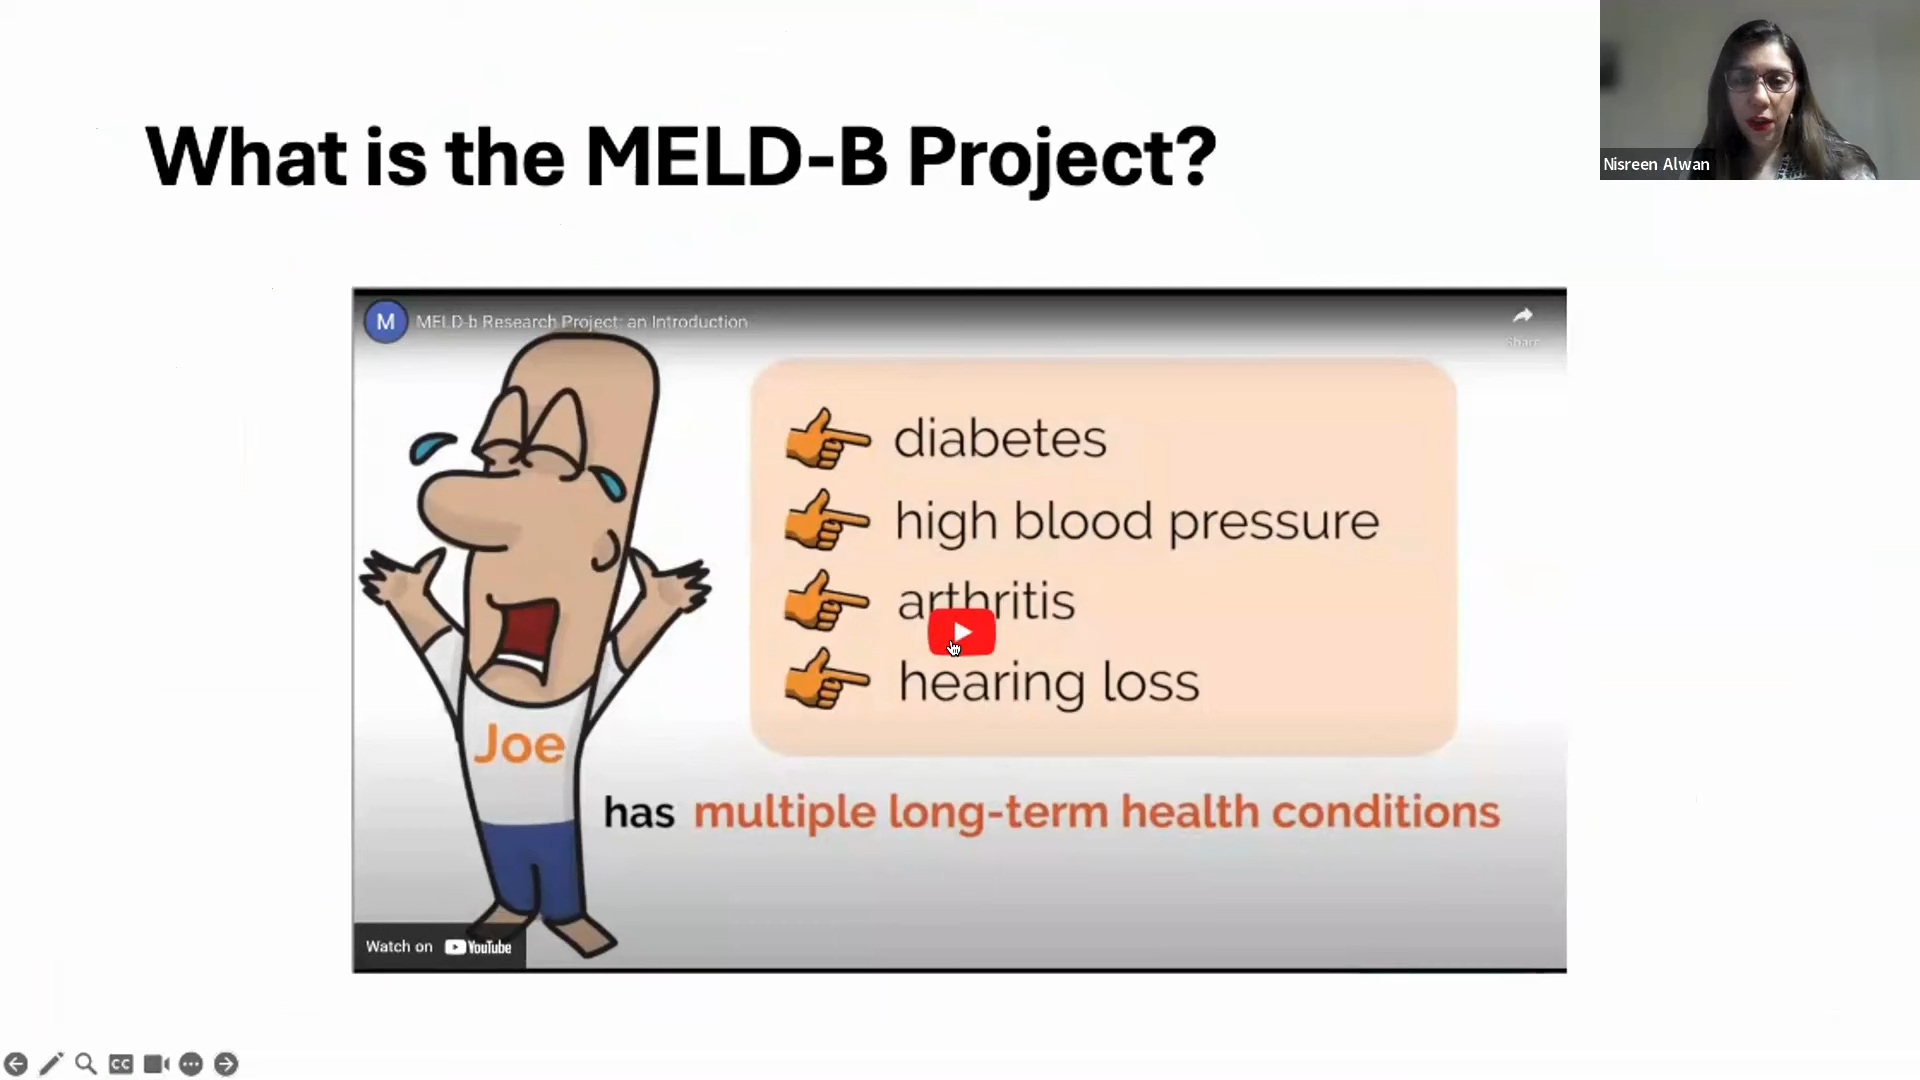 What is the MELD-B Project?
Nisreen Alwan
M
MELD-b Research Project: an Introduction
Share
diabetes
high blood pressure
arthritis
hearing loss
Joe
has multiple long-term health conditions
Watch on YouTube
CC